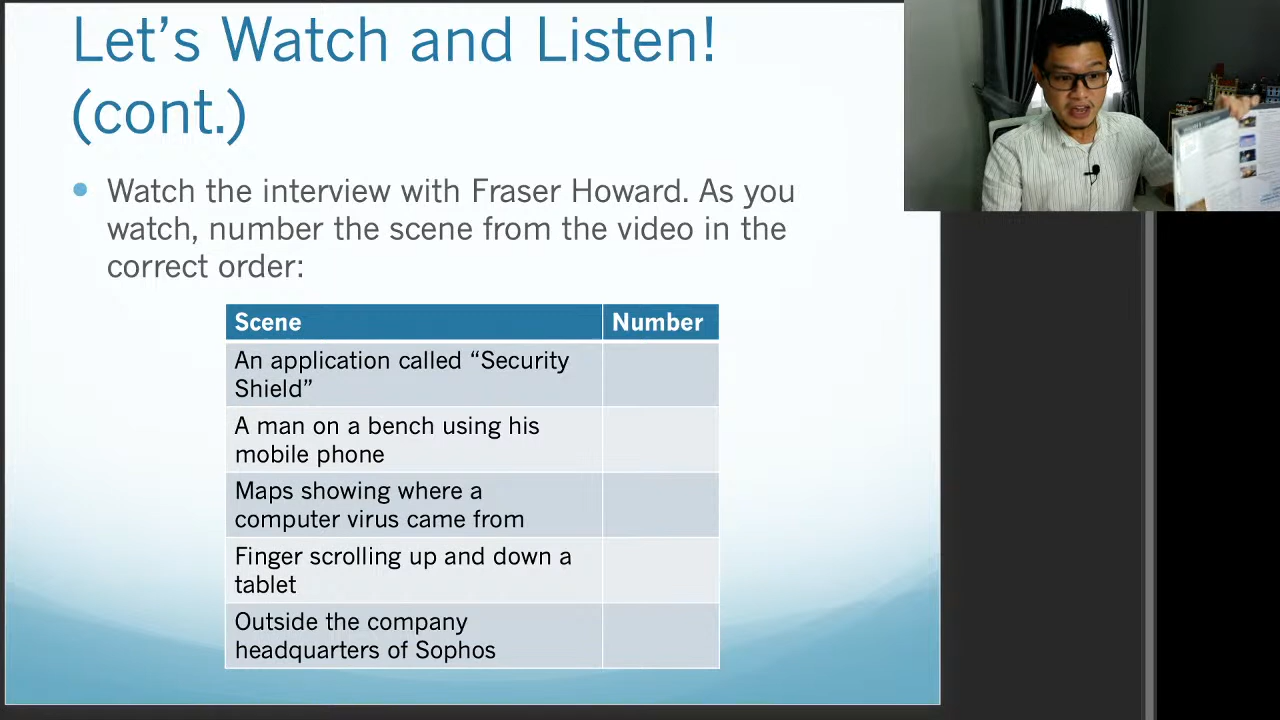 Let's Watch and Listen!
(cont.)
Watch the interview with Fraser Howard. As you
watch, number the scene from the video in the
correct order:
Scene Number
An application called “Security
Shield”
A man on a bench using his
mobile phone
Maps showing where a
computer virus came from
Finger scrolling up and down a
tablet
Outside the company
headquarters of Sophos